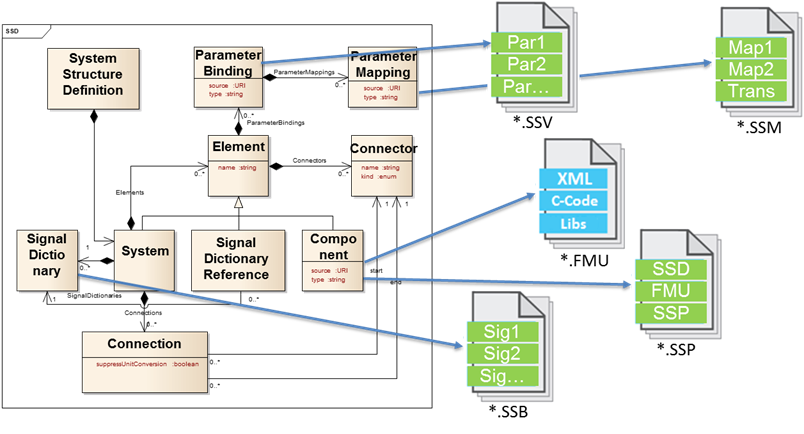 SSD
System
Structure
Definition
Parameter
Binding
source :URI
type :string
ParameterMappings
0..*
Parameter
Mapping
source :URI
type :string
0..*
ParameterBindings
Element
name :string
Connectors
0..*
Connector
name :string
kind :enum
Elements
0..*
1
1
1
Signal
Dictio
nary
0..*
System
Signal
Dictionary
Reference
Comp
onent
source :URI
type :string
start
end
SignalDictionaries
1
0..*
Connections
0..*
Connection
suppressUnitConversion :boolean
0..*
0..*
Par1
Par2
Par...
*.SSV
Map1
Map2
Trans
*.SSM
XML
C-Code
Libs
*.FMU
SSD
FMU
SSP
*.SSP
Sig1
Sig2
Sig...
*.SSB